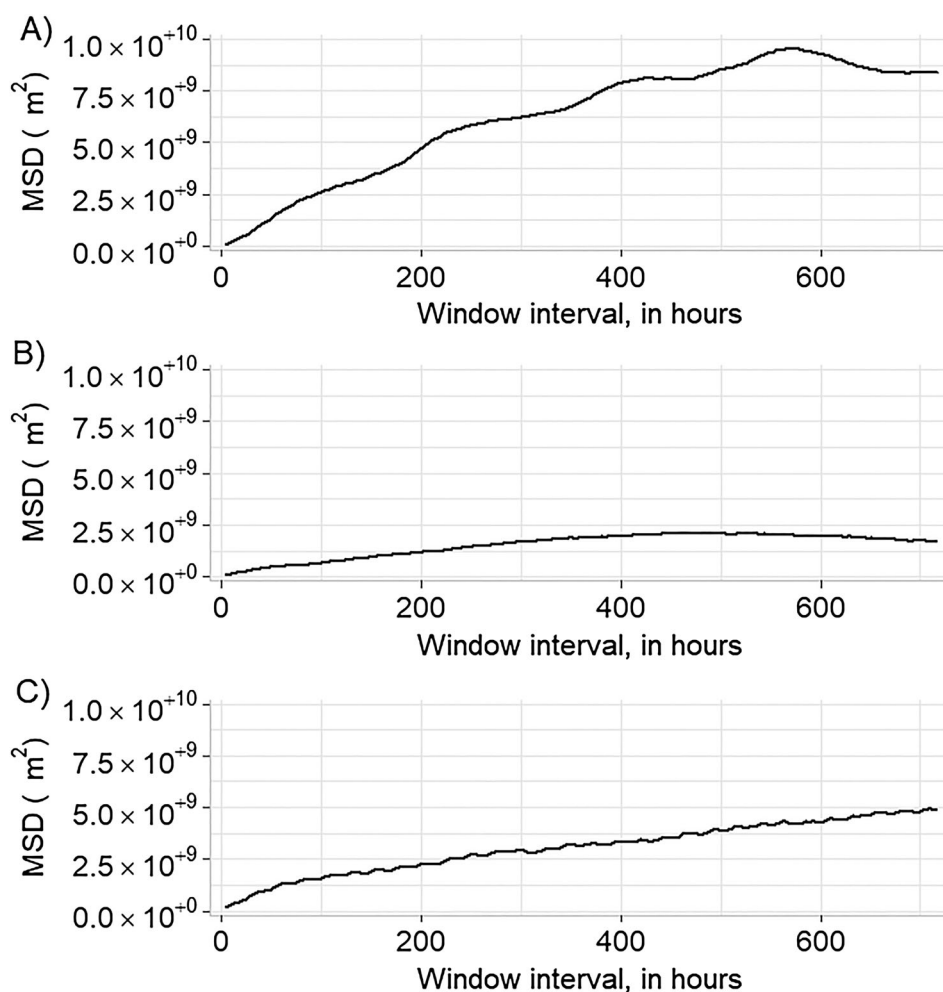 A)
1.0 × 10⁺¹⁰
7.5 × 10⁺⁹
5.0 × 10⁺⁹
2.5 × 10⁺⁹
0.0 × 10⁺⁰
MSD ( m²)
0 200 400 600
Window interval, in hours
B)
1.0 × 10⁺¹⁰
7.5 × 10⁺⁹
5.0 × 10⁺⁹
2.5 × 10⁺⁹
0.0 × 10⁺⁰
MSD ( m²)
0 200 400 600
Window interval, in hours
C)
1.0 × 10⁺¹⁰
7.5 × 10⁺⁹
5.0 × 10⁺⁹
2.5 × 10⁺⁹
0.0 × 10⁺⁰
MSD ( m²)
0 200 400 600
Window interval, in hours